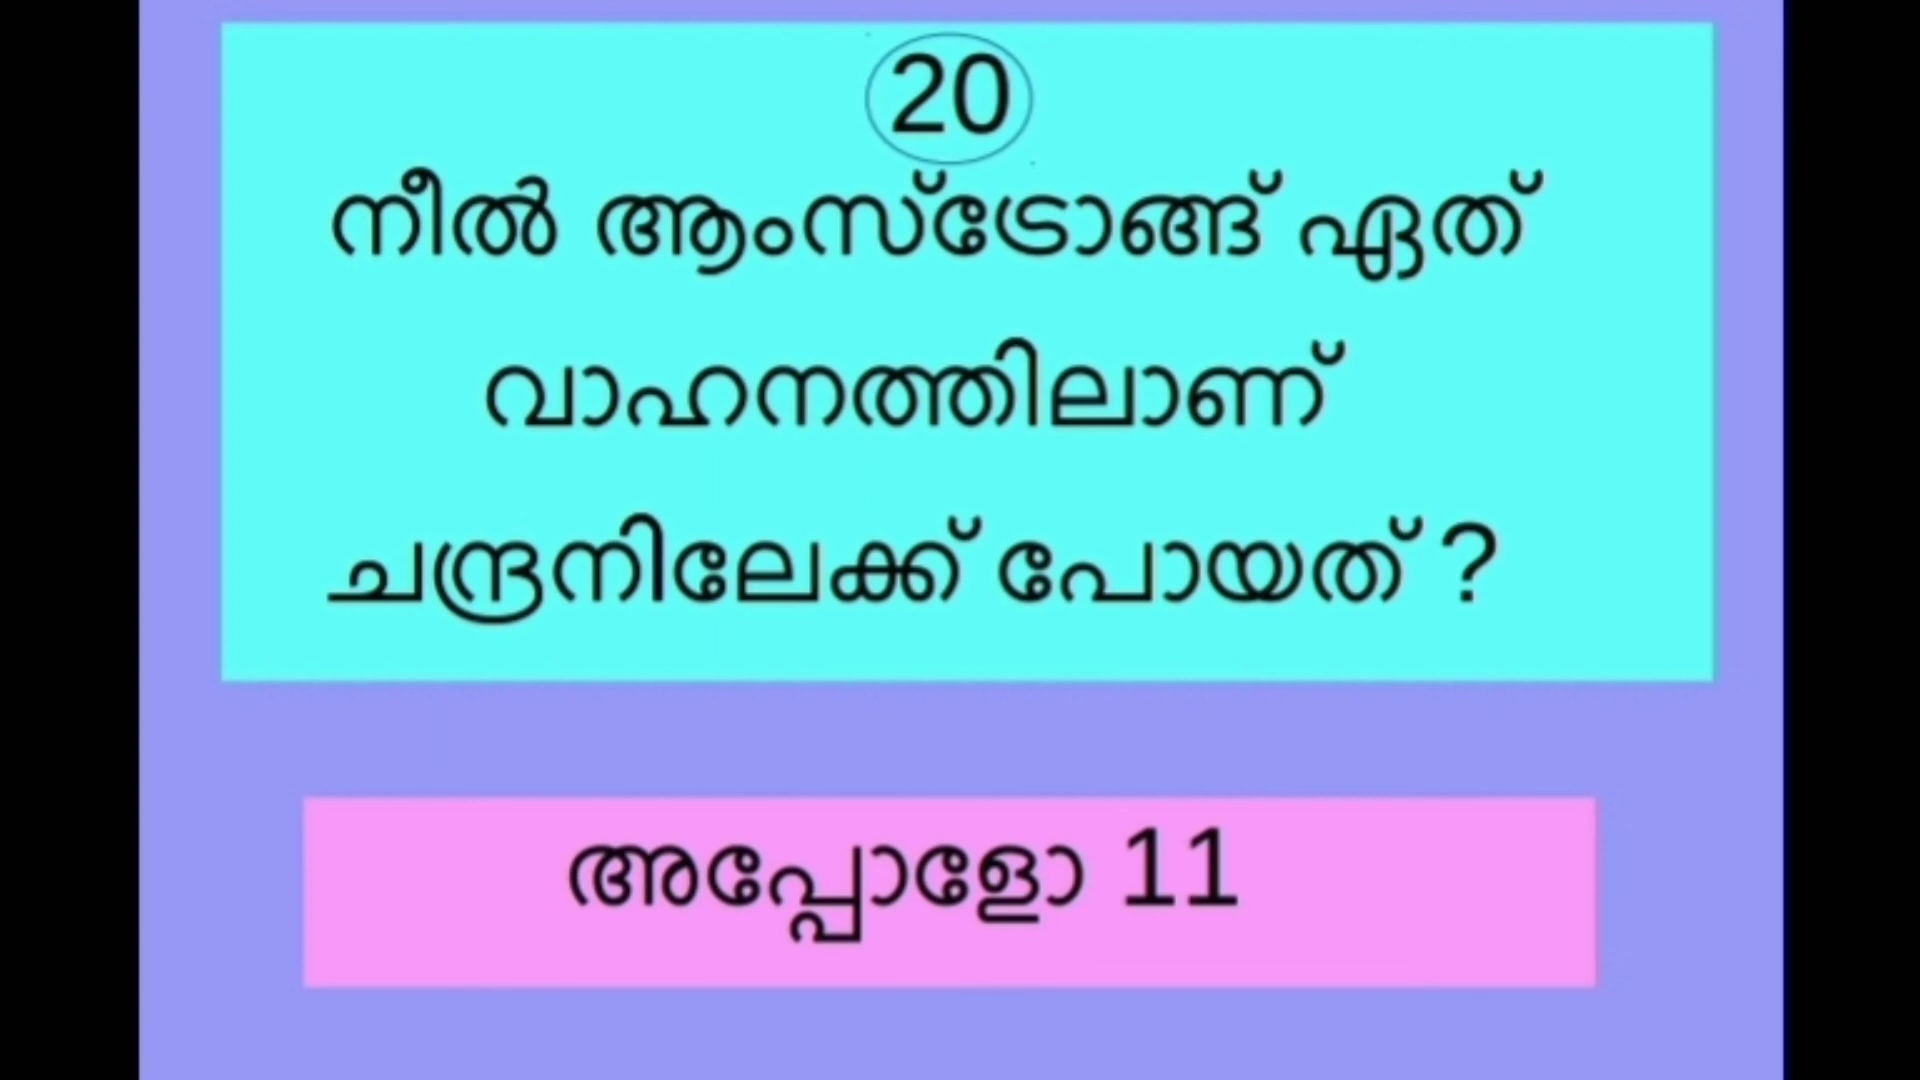 20
നീൽ ആംസ്ട്രോങ്ങ് ഏത്
വാഹനത്തിലാണ്
ചന്ദ്രനിലേക്ക് പോയത് ?
അപ്പോളോ 11